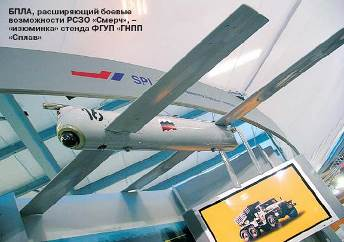 БПЛА, расширяющий боевые
возможности РСЗО «Смерч», –
«изюминка» стенда ФГУП «ГНПП
«Сплав»
SPL